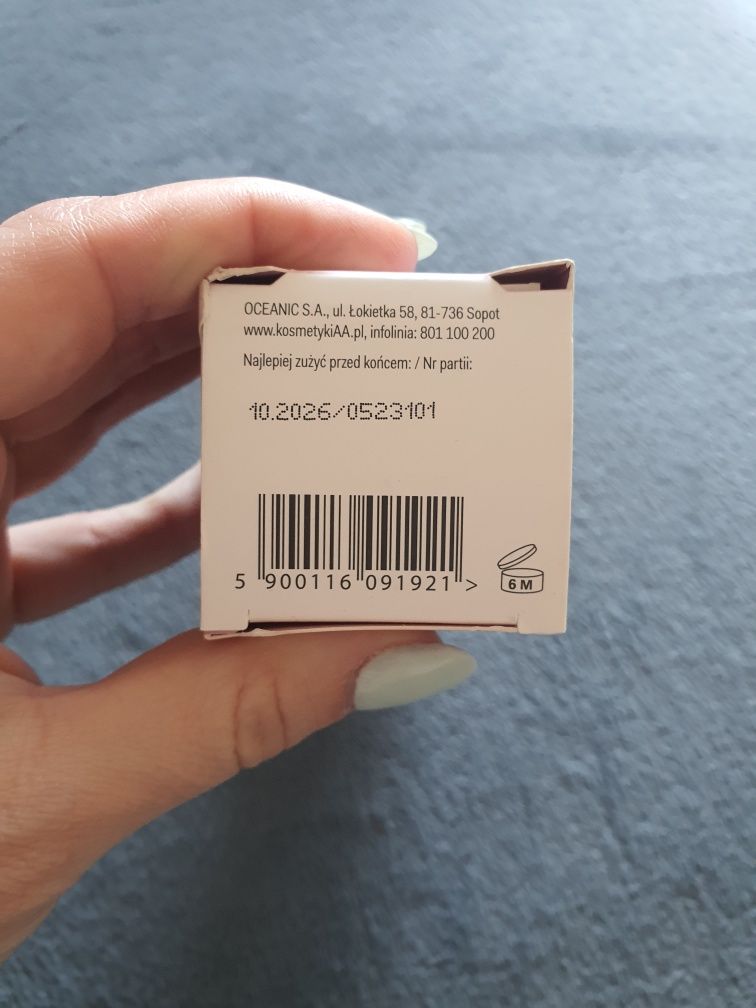 OCEANIC S.A., ul. Łokietka 58, 81-736 Sopot
www.kosmetykiAA.pl, infolinia: 801 100 200
Najlepiej zużyć przed końcem: / Nr partii:
10.2026/0523101
5 900116 091921 >
6 M